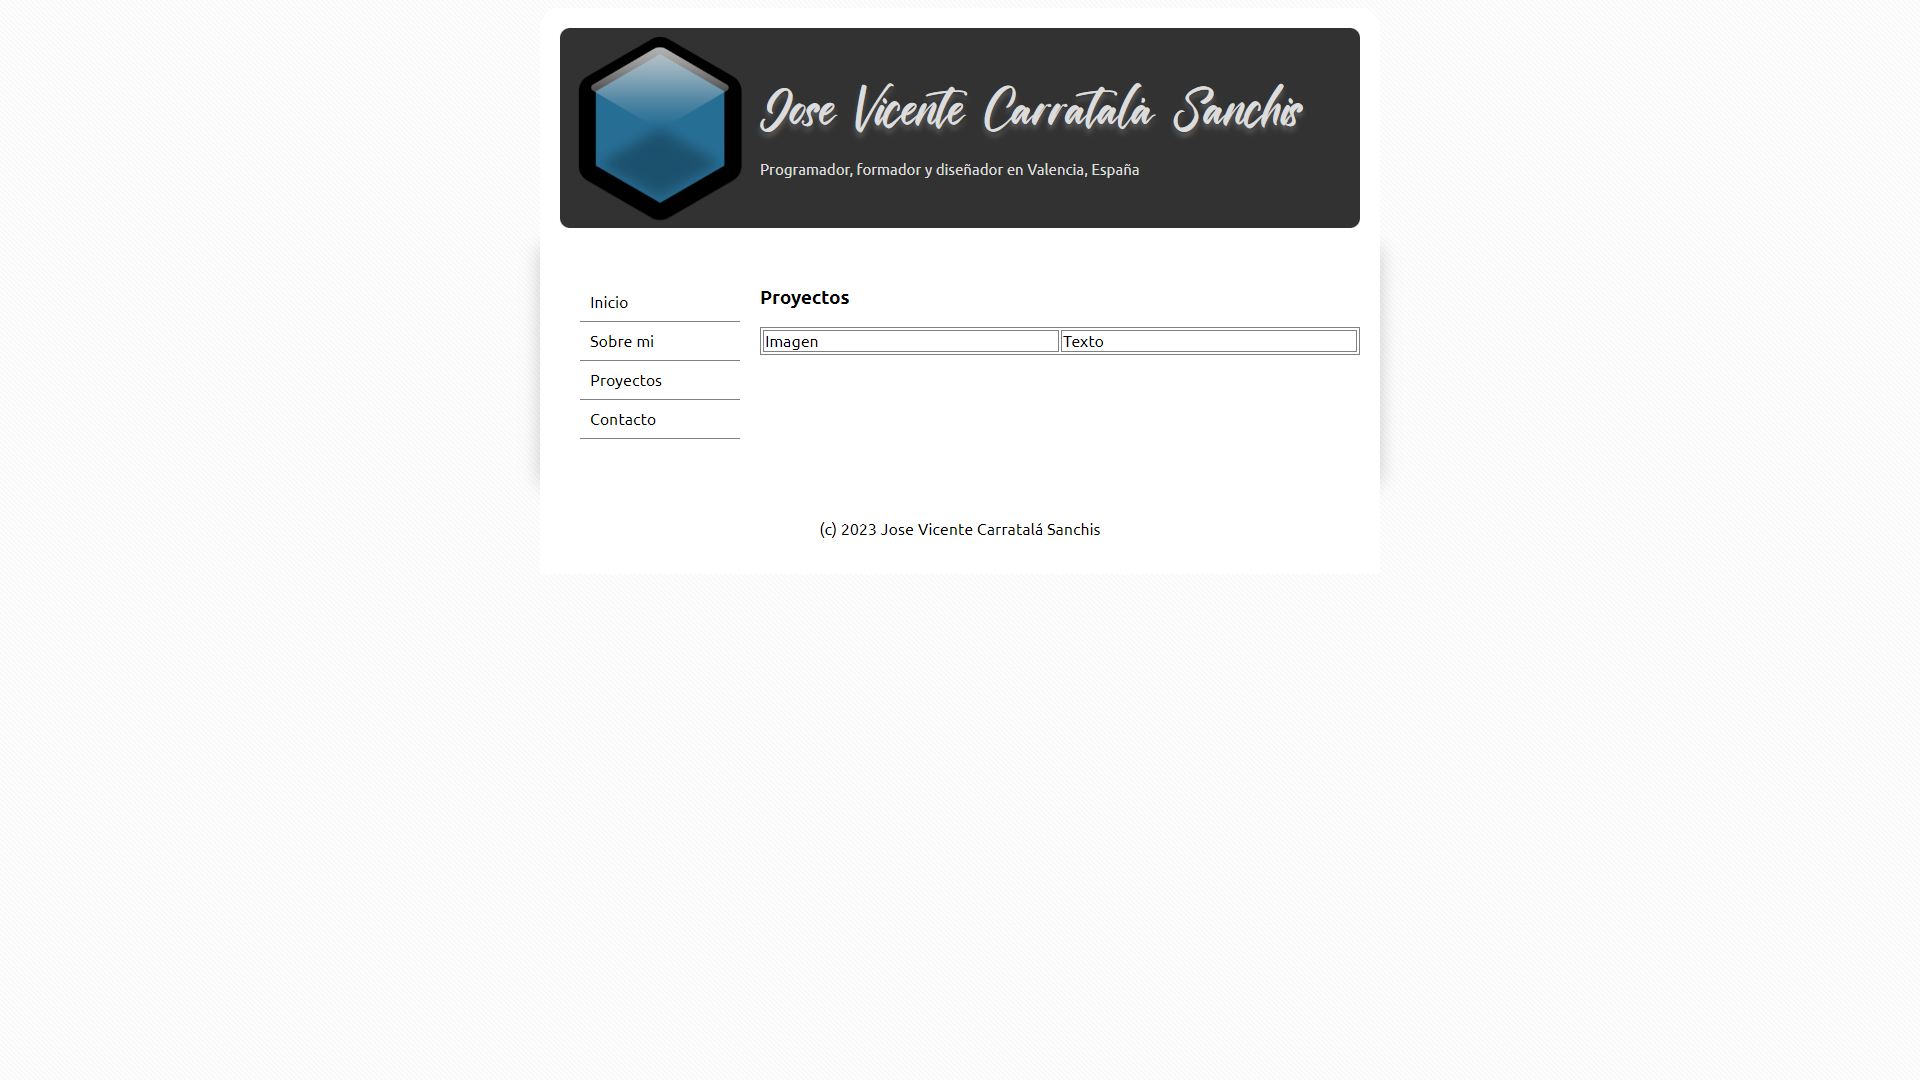 Jose Vicente Carratalá Sanchis
Programador, formador y diseñador en Valencia, España
Inicio
Sobre mi
Proyectos
Contacto
Proyectos
Imagen Texto
(c) 2023 Jose Vicente Carratalá Sanchis